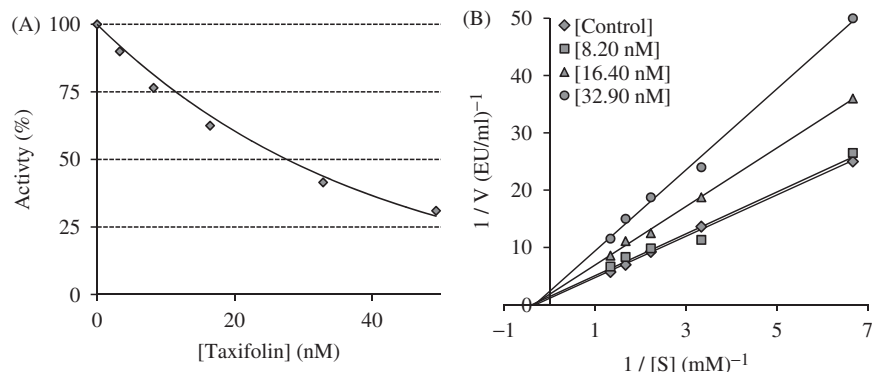 (A)
100
75
50
25
0
Activty (%)
0 20 40
[Taxifolin] (nM)
(B)
50
40
30
20
10
0
1 / V (EU/ml)⁻¹
[Control]
[8.20 nM]
[16.40 nM]
[32.90 nM]
−1 1 3 5 7
1 / [S] (mM)⁻¹